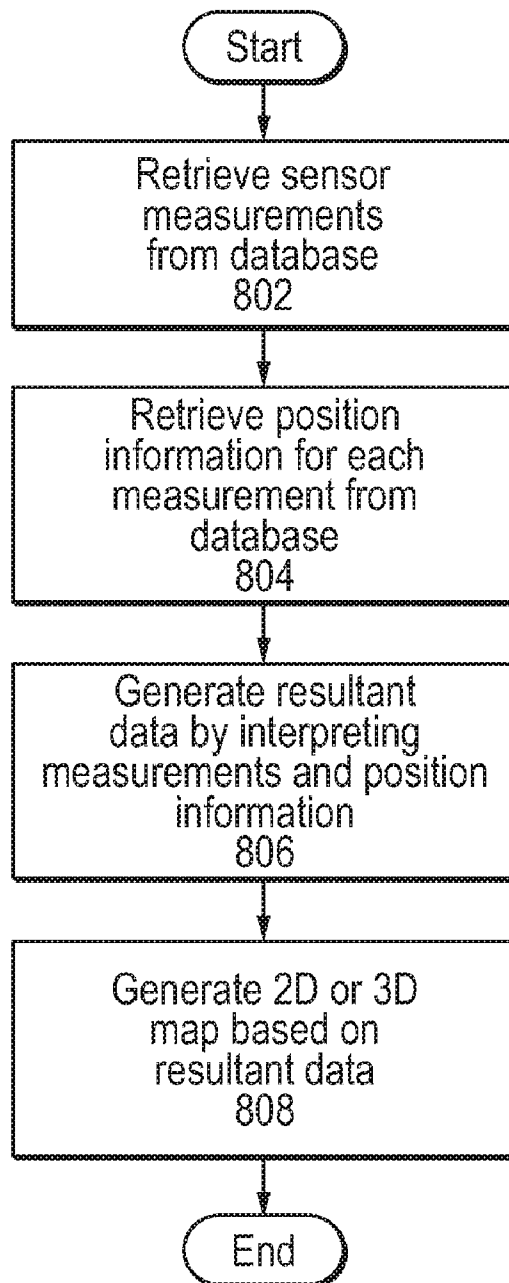 Start
Retrieve sensor
measurements
from database
802
Retrieve position
information for each
measurement from
database
804
Generate resultant
data by interpreting
measurements and position
information
806
Generate 2D or 3D
map based on
resultant data
808
End